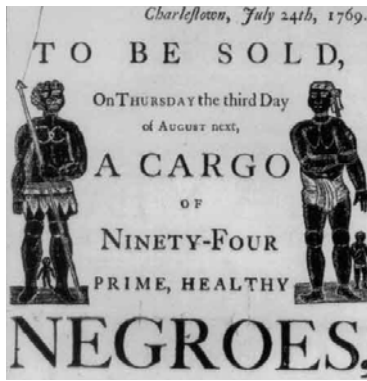 Charleſtown, July 24th, 1769.
TO BE SOLD,
On THURSDAY the third Day
of AUGUST next,
A CARGO
OF
NINETY-FOUR
PRIME, HEALTHY
NEGROES,